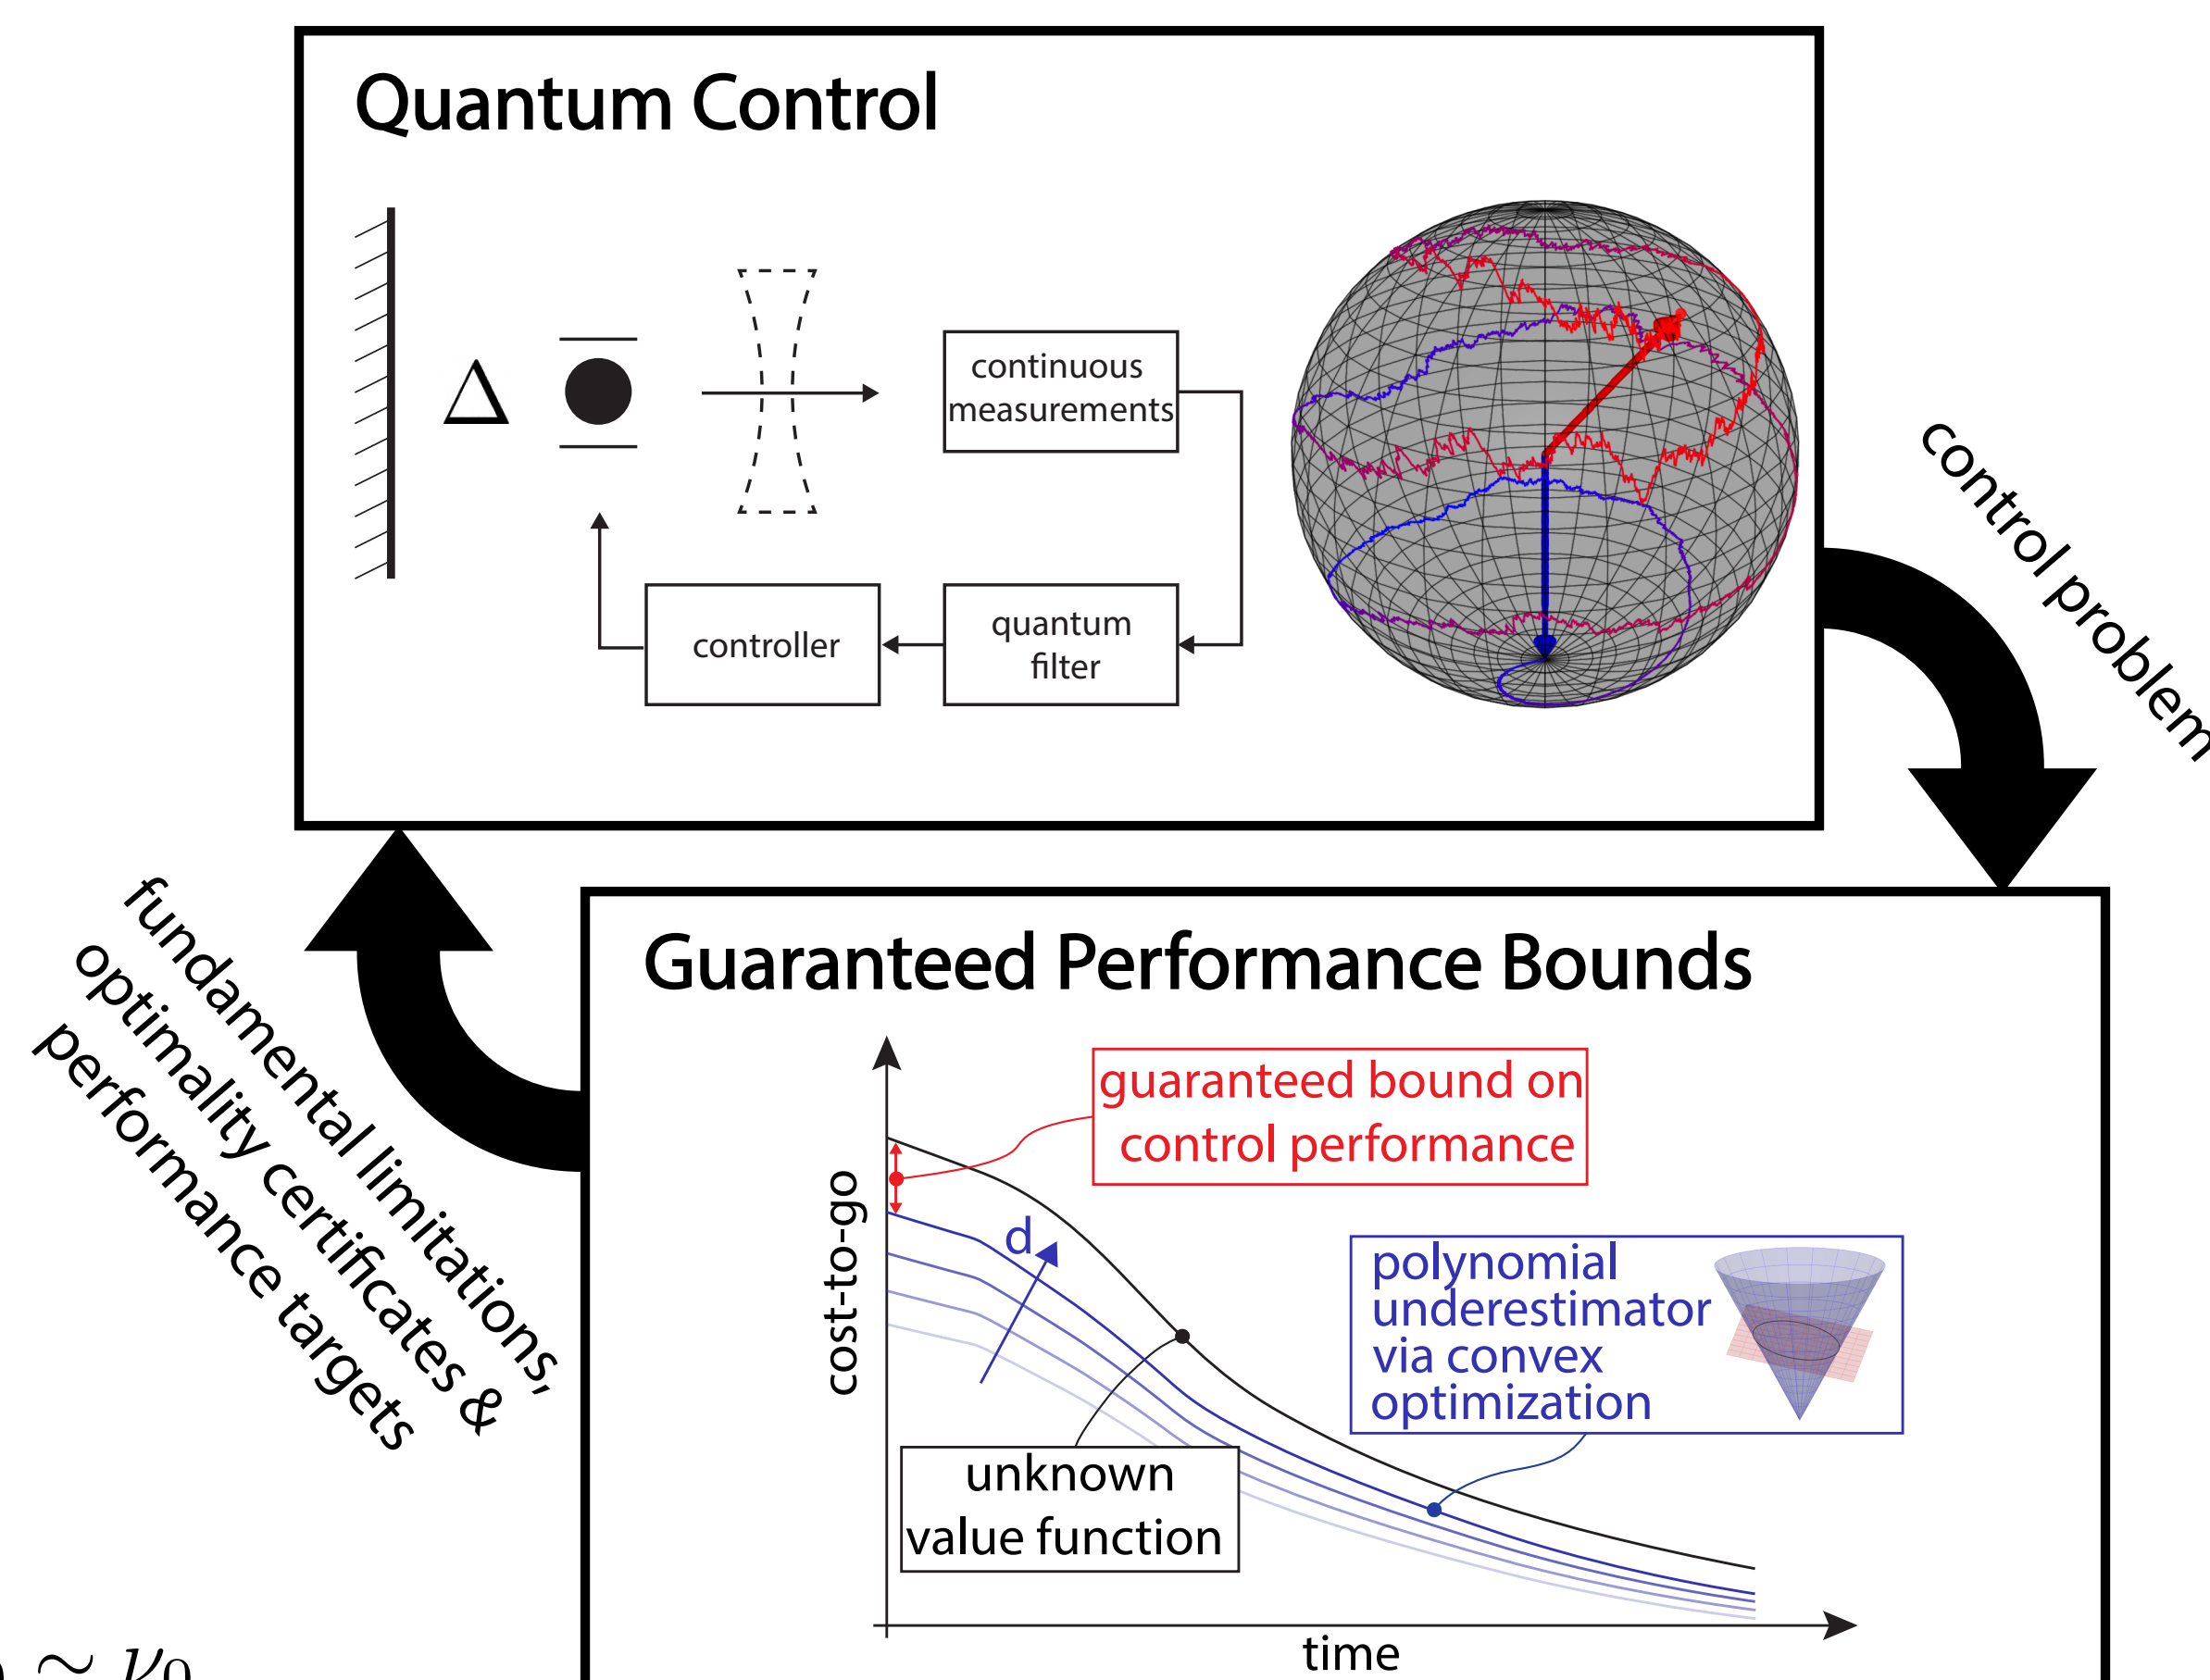 Quantum Control
Δ
continuous
measurements
controller
quantum
filter
control problem
fundamental limitations,
optimality certificates &
performance targets
Guaranteed Performance Bounds
guaranteed bound on
control performance
cost-to-go
d
polynomial
underestimator
via convex
optimization
unknown
value function
time
∼ ν₀